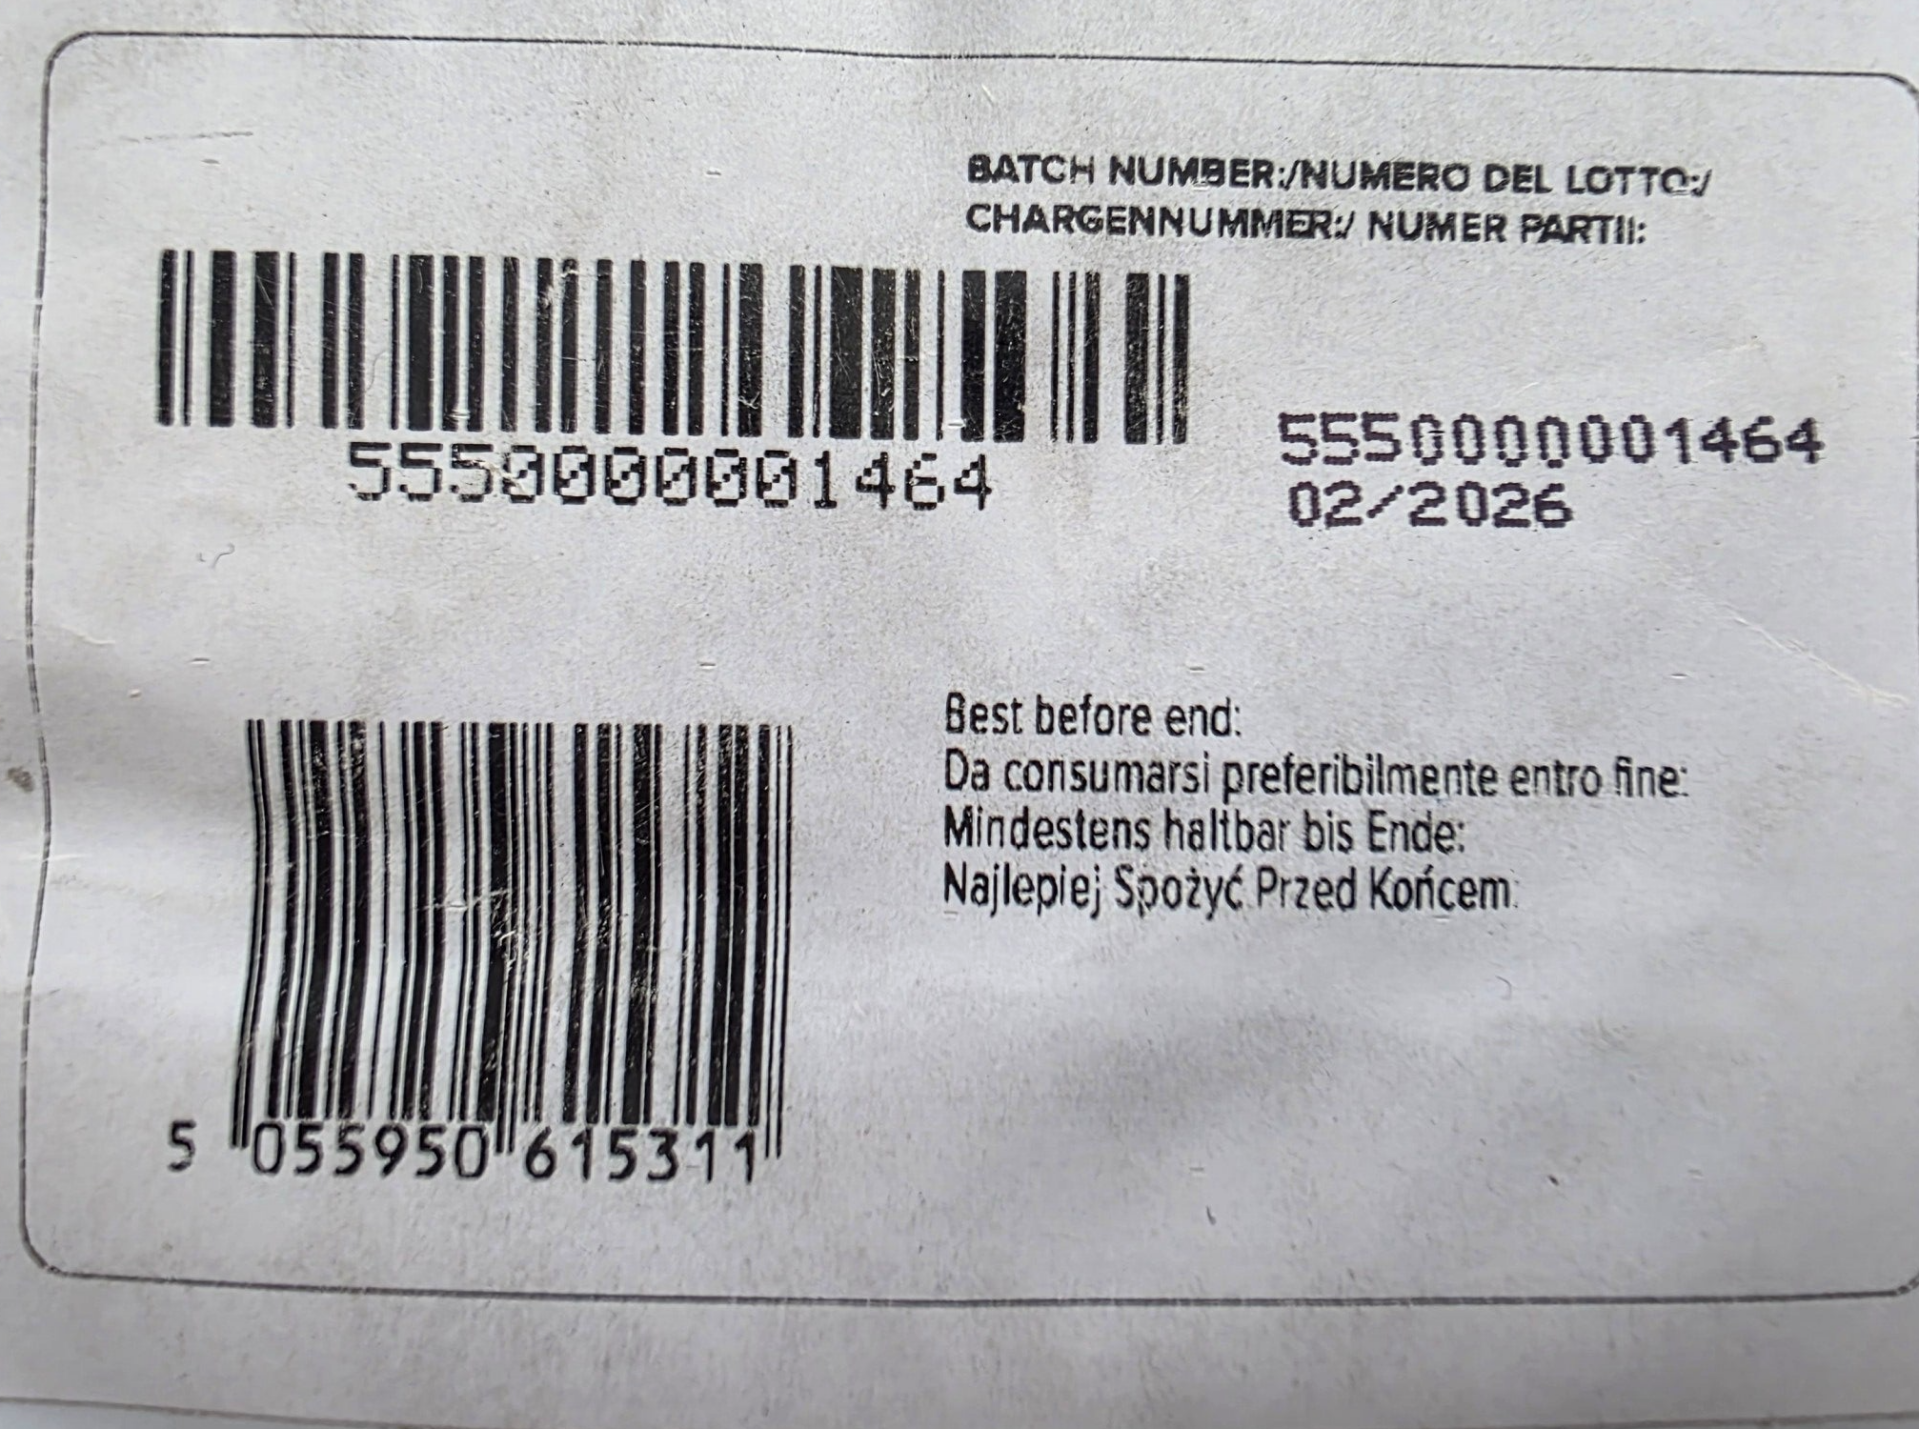 BATCH NUMBER:/NUMERO DEL LOTTO:/
CHARGENNUMMER:/ NUMER PARTII:
5550000001464
5550000001464
02/2026
Best before end:
Da consumarsi preferibilmente entro fine:
Mindestens haltbar bis Ende:
Najlepiej Spożyć Przed Końcem:
5 055950 615311